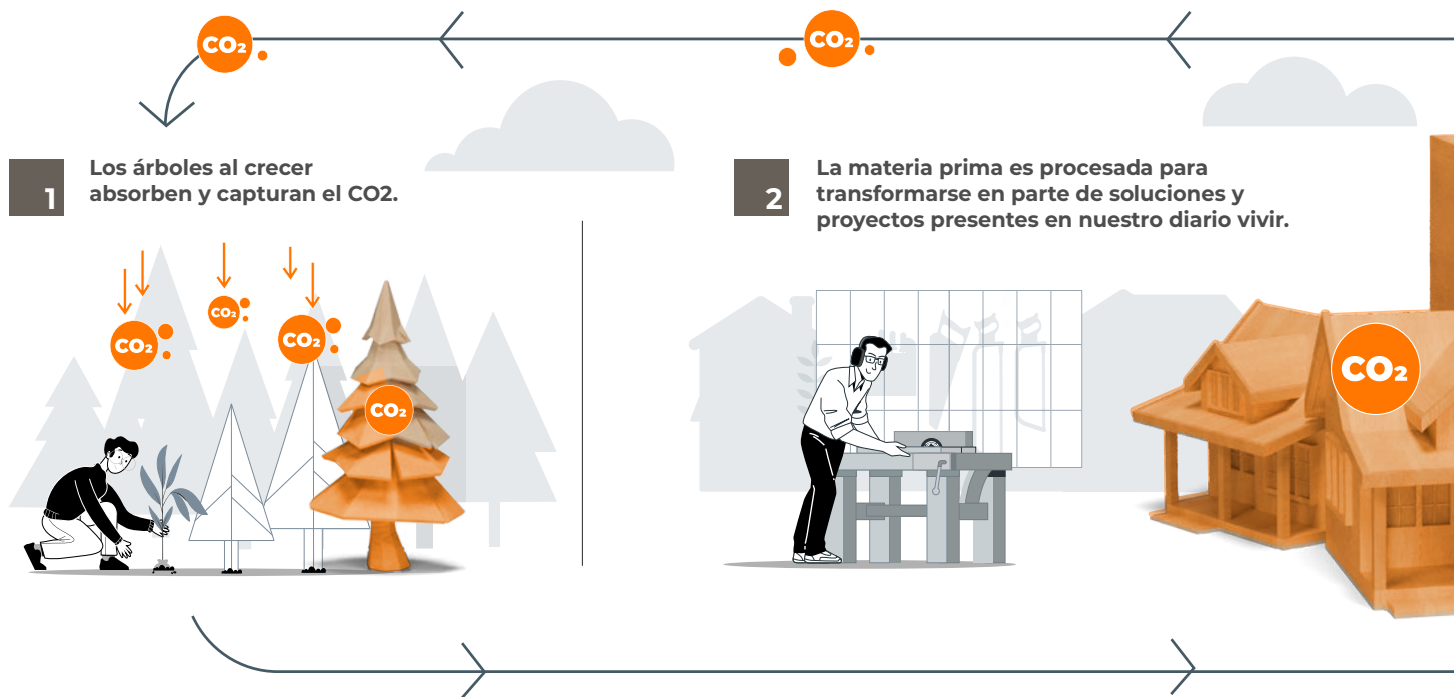 CO₂
CO₂
1
Los árboles al crecer
absorben y capturan el CO2.
2
La materia prima es procesada para
transformarse en parte de soluciones y
proyectos presentes en nuestro diario vivir.
CO₂
CO₂
CO₂
CO₂
CO₂